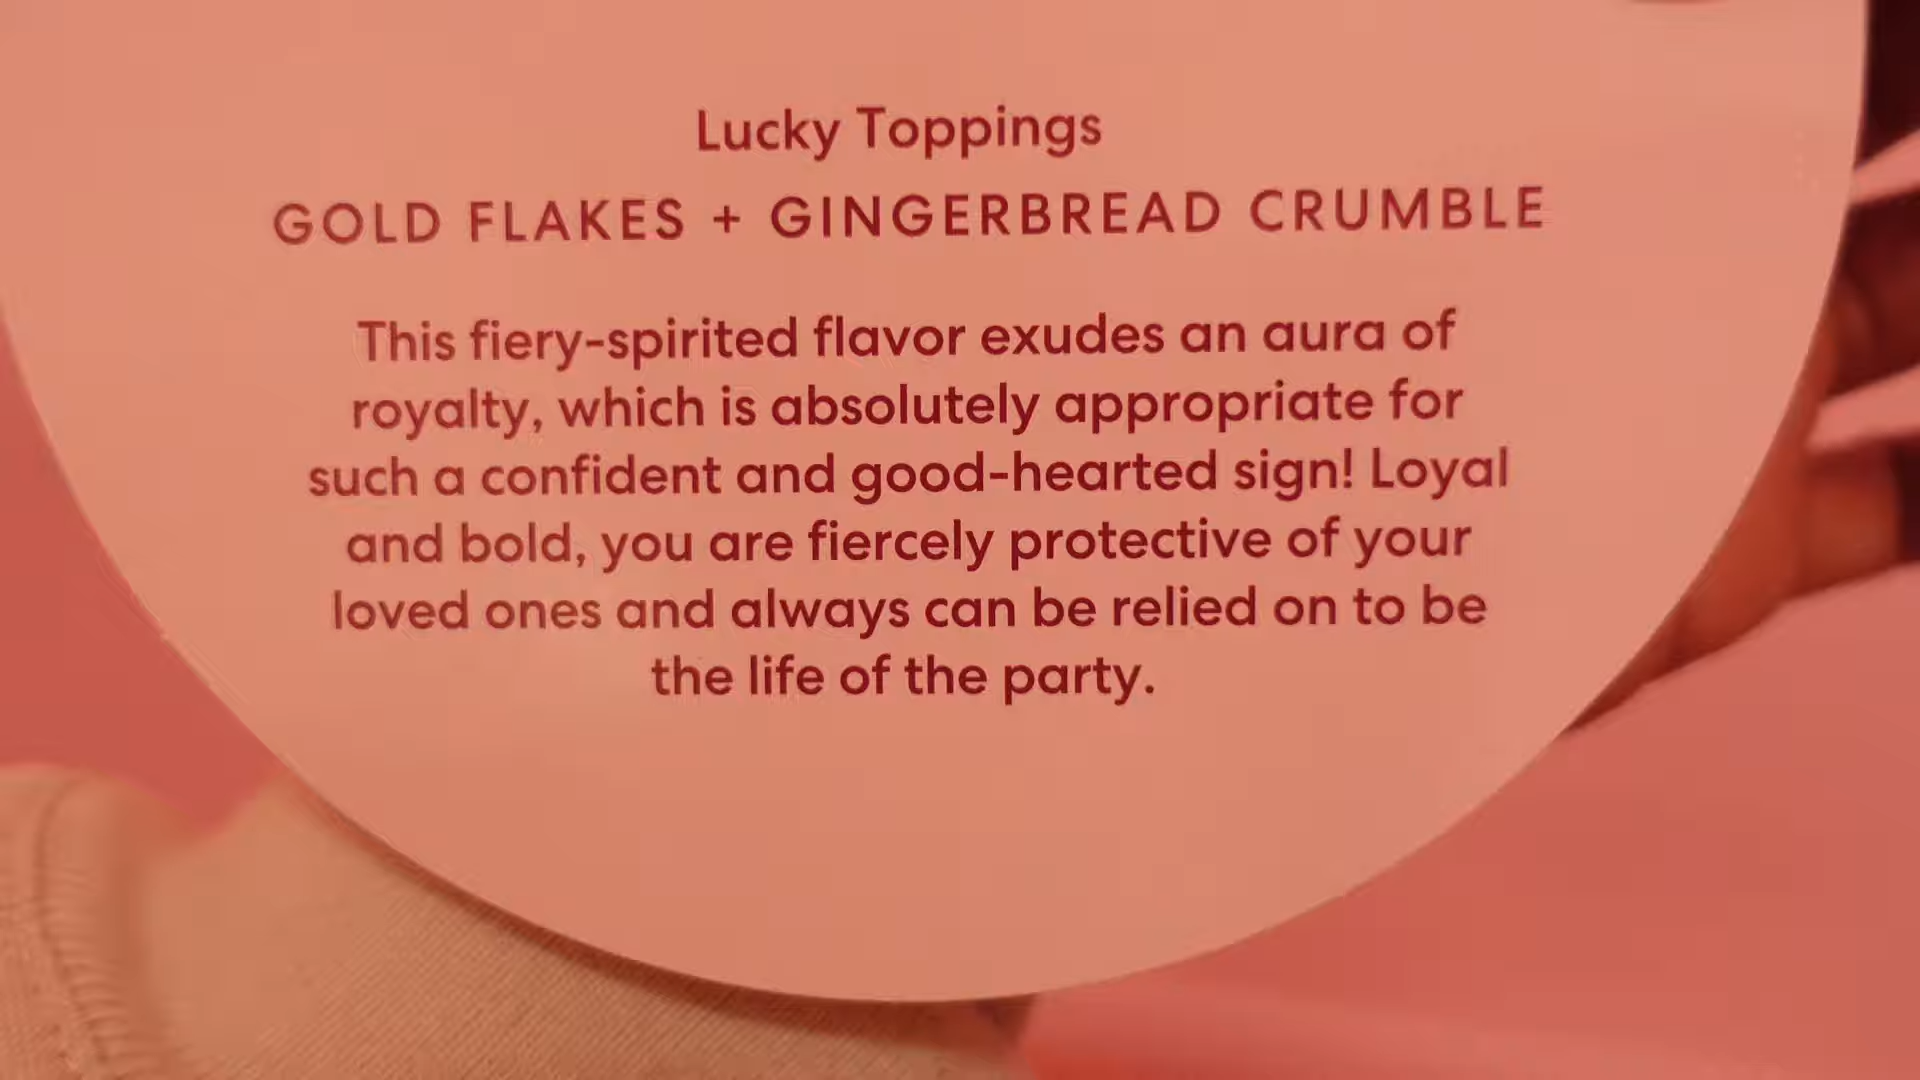 Lucky Toppings
GOLD FLAKES + GINGERBREAD CRUMBLE
This fiery-spirited flavor exudes an aura of
royalty, which is absolutely appropriate for
such a confident and good-hearted sign! Loyal
and bold, you are fiercely protective of your
loved ones and always can be relied on to be
the life of the party.